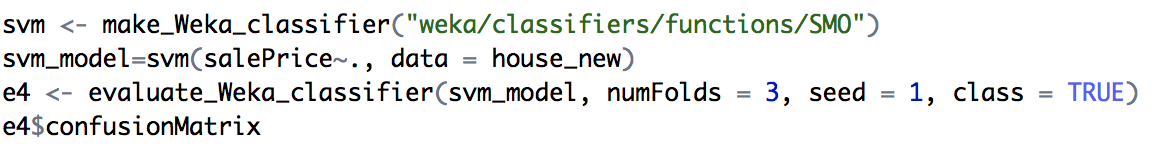 svm <- make_Weka_classifier("weka/classifiers/functions/SMO")
svm_model=svm(salePrice~., data = house_new)
e4 <- evaluate_Weka_classifier(svm_model, numFolds = 3, seed = 1, class = TRUE)
e4$confusionMatrix